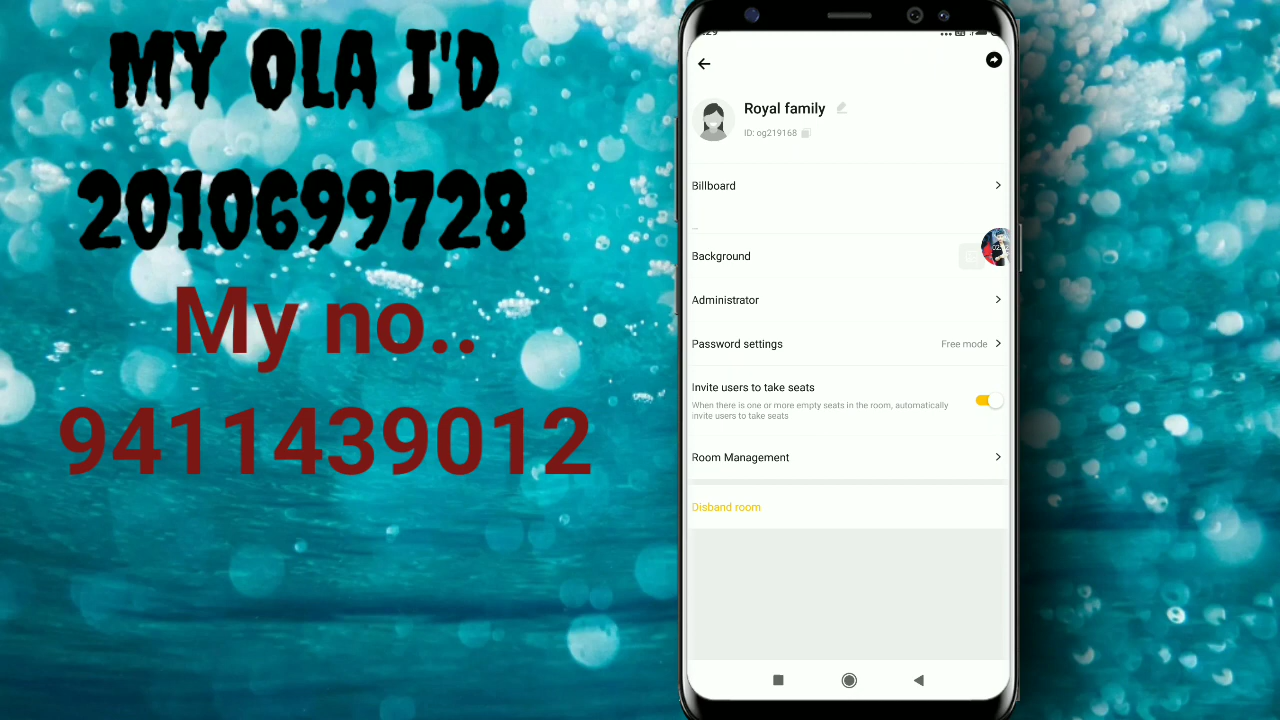 MY OLA I'D
2010699728
My no..
9411439012
Royal family
ID: og219168
Billboard
Background
Administrator
Password settings
Free mode
Invite users to take seats
When there is one or more empty seats in the room, automatically
invite users to take seats
Room Management
Disband room